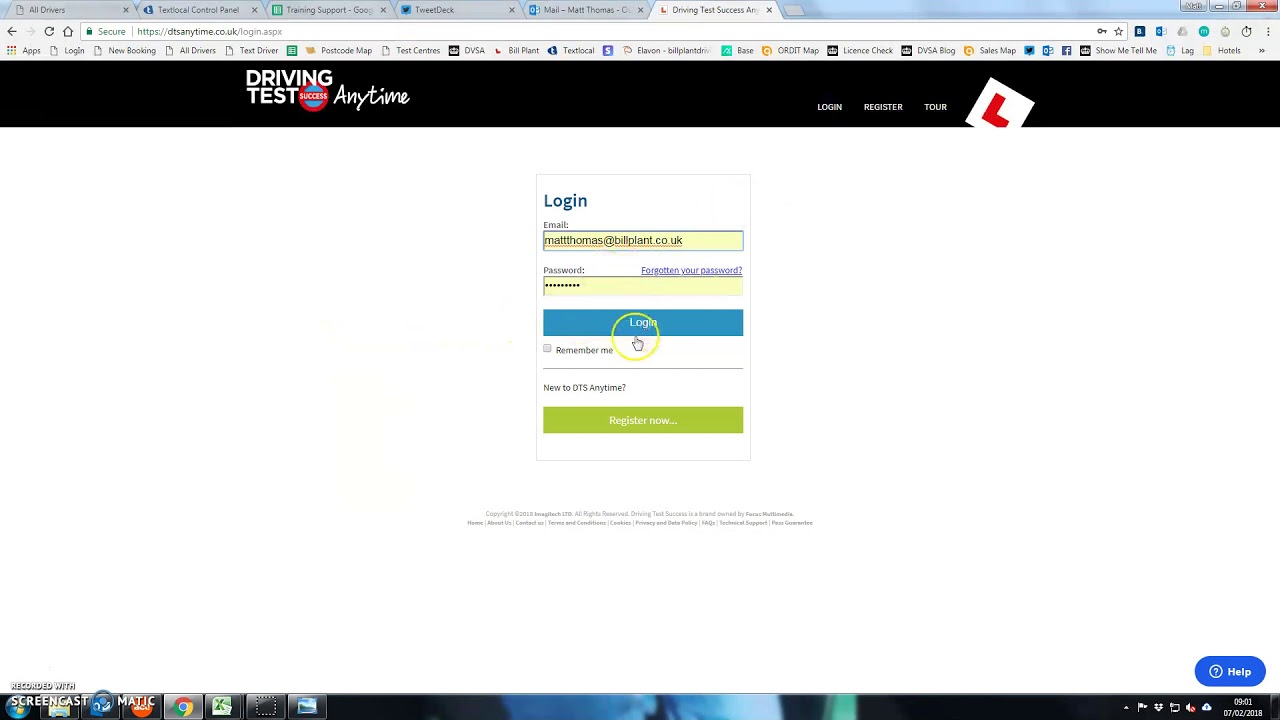 All Drivers
Textlocal Control Panel
Training Support - Goog
TweetDeck
Mail – Matt Thomas - Ou
Driving Test Success Any
Secure
https://dtsanytime.co.uk/login.aspx
Apps
Login
New Booking
All Drivers
Text Driver
Postcode Map
Test Centres
DVSA
Bill Plant
Textlocal
Elavon - billplantdri
Base
ORDIT Map
Licence Check
DVSA Blog
Sales Map
Show Me Tell Me
Lag
Hotels
DRIVING
TEST SUCCESS Anytime
LOGIN REGISTER TOUR
L
Login
Email:
mattthomas@billplant.co.uk
Password: Forgotten your password?
•••••••••
Login
Remember me
New to DTS Anytime?
Register now...
Copyright ©2018 Imagitech LTD. All Rights Reserved. Driving Test Success is a brand owned by Focus Multimedia.
Home | About Us | Contact us | Terms and Conditions | Cookies | Privacy and Data Policy | FAQs | Technical Support | Pass Guarantee
Help
RECORDED WITH
SCREENCAST MATIC
09:01
07/02/2018